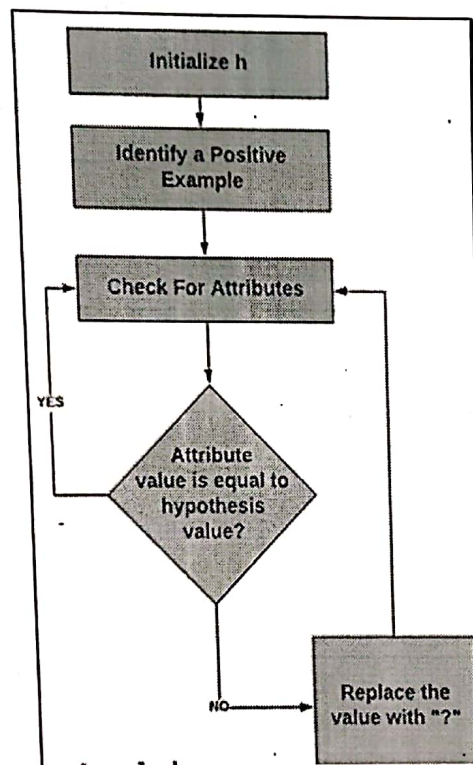 Initialize h
Identify a Positive
Example
Check For Attributes
YES
Attribute
value is equal to
hypothesis
value?
NO
Replace the
value with "?"